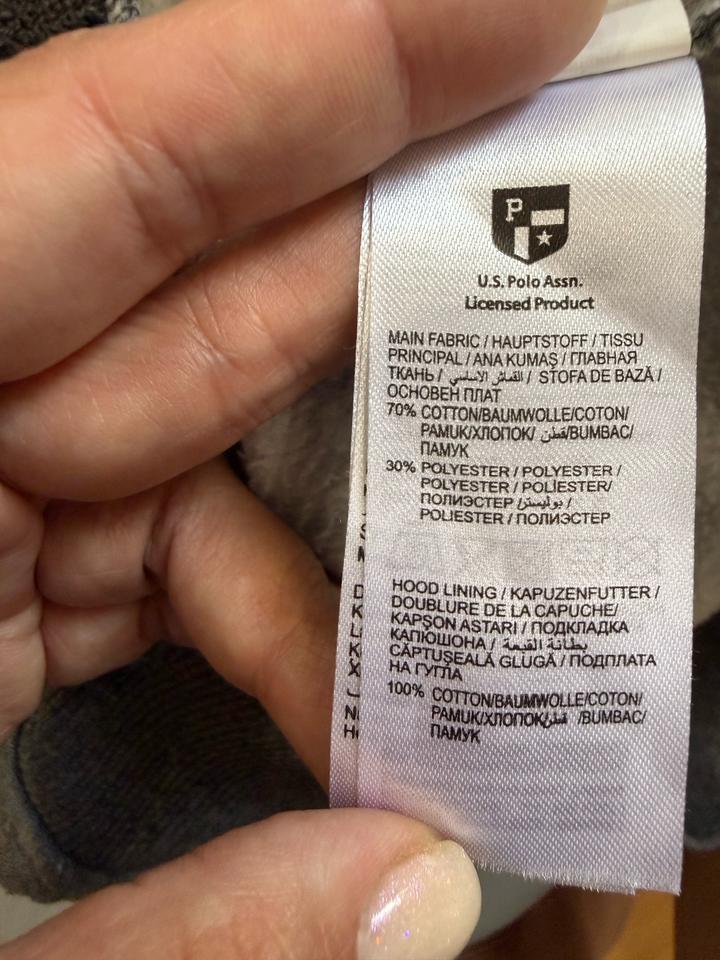 P
U.S. Polo Assn.
Licensed Product
MAIN FABRIC / HAUPTSTOFF / TISSU
PRINCIPAL / ANA KUMAŞ / ГЛАВНАЯ
ТКАНЬ / القماش الاساسي / STOFA DE BAZĂ /
ОСНОВЕН ПЛАТ
70% COTTON/BAUMWOLLE/COTON/
PAMUK/ХЛОПОК/ قطن/BUMBAC/
ПАМУК
30% POLYESTER / POLYESTER /
POLYESTER / POLİESTER/
ПОЛИЭСТЕР /بوليستر /
POLIESTER / ПОЛИЭСТЕР
HOOD LINING / KAPUZENFUTTER /
DOUBLURE DE LA CAPUCHE/
KAPŞON ASTARI / ПОДКЛАДКА
КАПЮШОНА / بطانة القبعة /
CĂPTUŞEALĂ GLUGĂ / ПОДПЛАТА
НА ГУГЛА
100% COTTON/BAUMWOLLE/COTON/
PAMUK/ХЛОПОК/قطن /BUMBAC/
ПАМУК